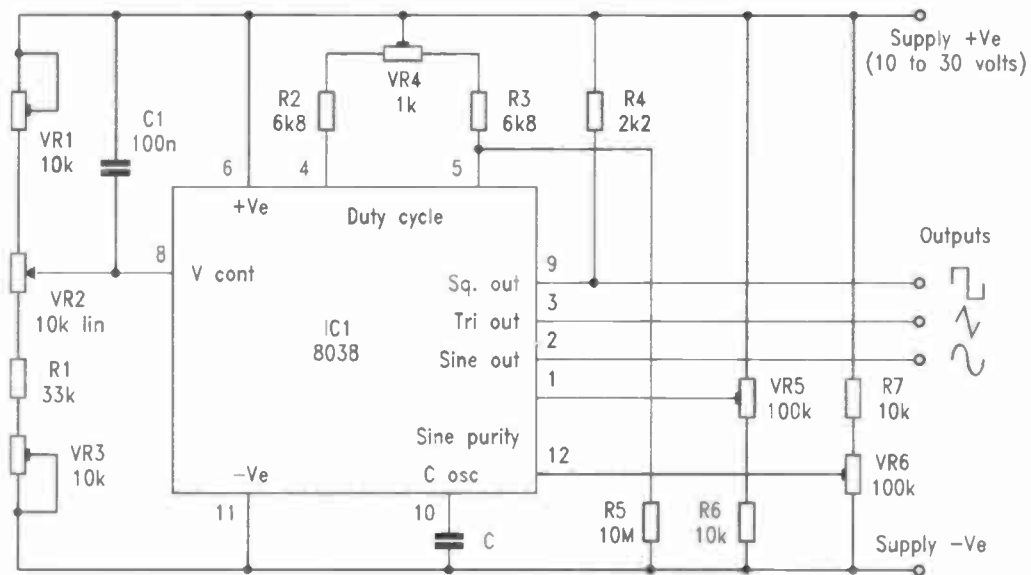 Supply +Ve
(10 to 30 volts)
VR4
1k
R2
6k8
R3
6k8
R4
2k2
C1
100n
VR1
10k
6
4
5
+Ve
Duty cycle
Outputs
8
V cont
9
Sq. out
VR2
10k lin
3
Tri out
IC1
8038
2
Sine out
R1
33k
1
VR5
100k
R7
10k
Sine purity
VR3
10k
12
VR6
100k
-Ve
C osc
11
10
C
R5
10M
R6
10k
Supply -Ve